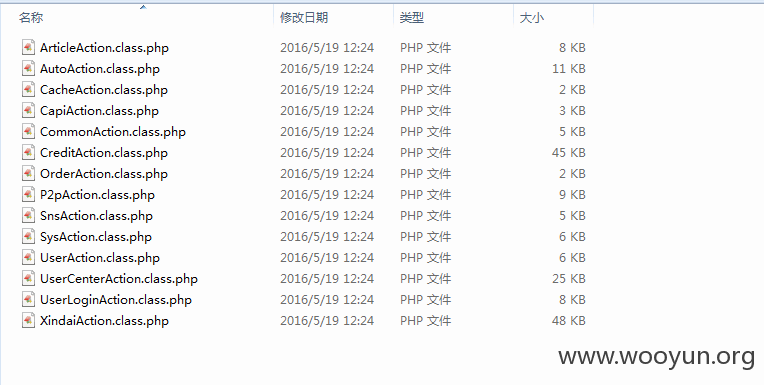 名称 修改日期 类型 大小
ArticleAction.class.php 2016/5/19 12:24 PHP 文件 8 KB
AutoAction.class.php 2016/5/19 12:24 PHP 文件 11 KB
CacheAction.class.php 2016/5/19 12:24 PHP 文件 2 KB
CapiAction.class.php 2016/5/19 12:24 PHP 文件 3 KB
CommonAction.class.php 2016/5/19 12:24 PHP 文件 5 KB
CreditAction.class.php 2016/5/19 12:24 PHP 文件 45 KB
OrderAction.class.php 2016/5/19 12:24 PHP 文件 2 KB
P2pAction.class.php 2016/5/19 12:24 PHP 文件 9 KB
SnsAction.class.php 2016/5/19 12:24 PHP 文件 5 KB
SysAction.class.php 2016/5/19 12:24 PHP 文件 6 KB
UserAction.class.php 2016/5/19 12:24 PHP 文件 6 KB
UserCenterAction.class.php 2016/5/19 12:24 PHP 文件 25 KB
UserLoginAction.class.php 2016/5/19 12:24 PHP 文件 8 KB
XindaiAction.class.php 2016/5/19 12:24 PHP 文件 48 KB
www.wooyun.org